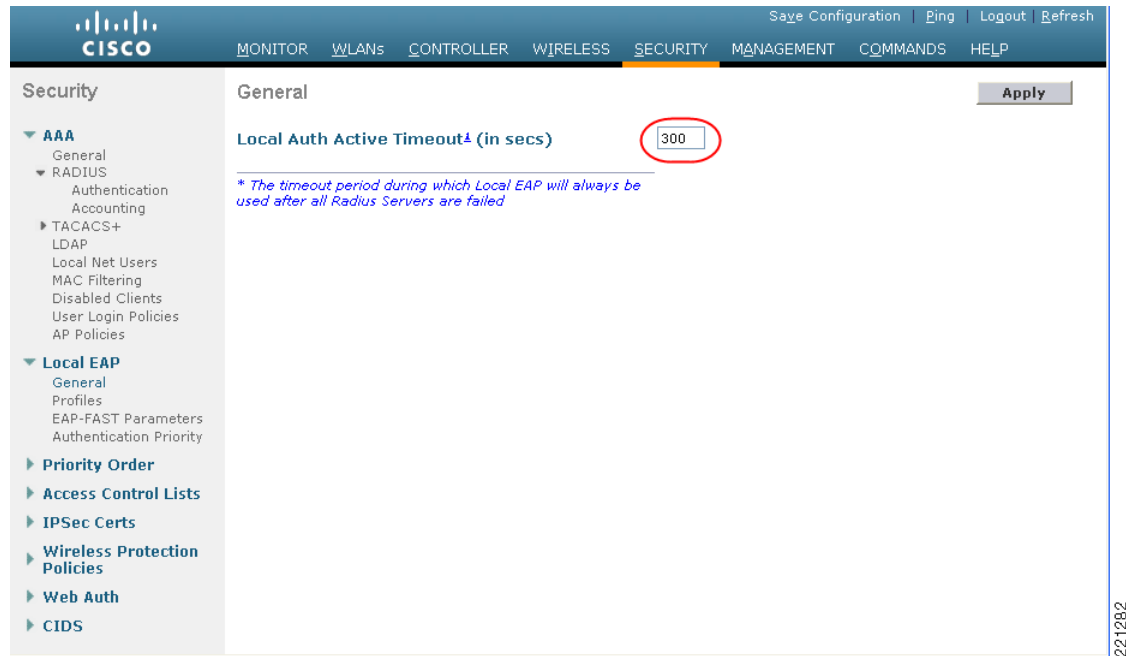 Save Configuration | Ping | Logout | Refresh
CISCO
MONITOR WLANs CONTROLLER WIRELESS SECURITY MANAGEMENT COMMANDS HELP
Security
AAA
General
RADIUS
Authentication
Accounting
TACACS+
LDAP
Local Net Users
MAC Filtering
Disabled Clients
User Login Policies
AP Policies
Local EAP
General
Profiles
EAP-FAST Parameters
Authentication Priority
Priority Order
Access Control Lists
IPSec Certs
Wireless Protection
Policies
Web Auth
CIDS
General
Apply
Local Auth Active Timeout1 (in secs) 300
* The timeout period during which Local EAP will always be
used after all Radius Servers are failed
221282